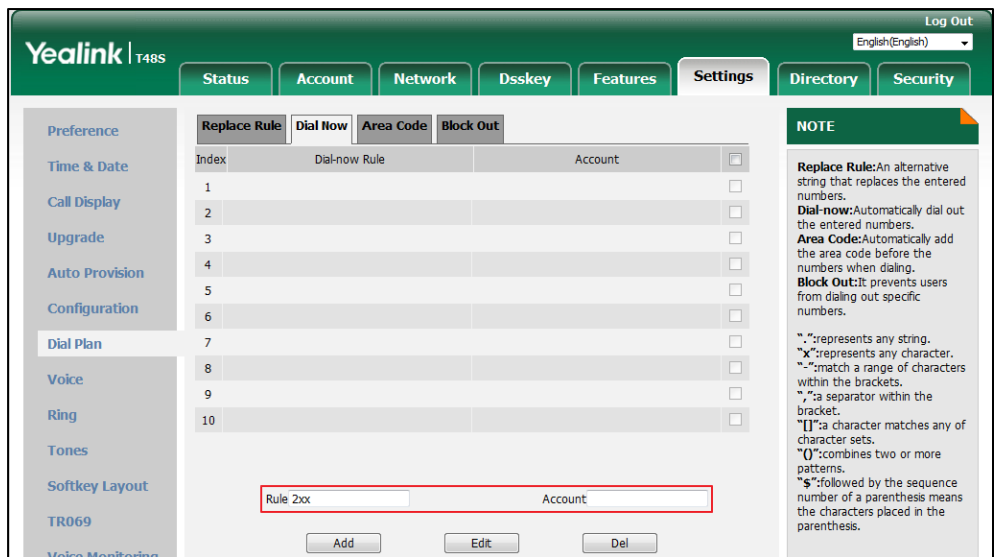 Log Out
Yealink T48S
English(English)
Status Account Network Dsskey Features Settings Directory Security
Preference
Time & Date
Call Display
Upgrade
Auto Provision
Configuration
Dial Plan
Voice
Ring
Tones
Softkey Layout
TR069
Voice Monitoring
Replace Rule Dial Now Area Code Block Out
Index Dial-now Rule Account
1
2
3
4
5
6
7
8
9
10
Rule 2xx Account
Add Edit Del
NOTE
Replace Rule:An alternative
string that replaces the entered
numbers.
Dial-now:Automatically dial out
the entered numbers.
Area Code:Automatically add
the area code before the
numbers when dialing.
Block Out:It prevents users
from dialing out specific
numbers.
".":represents any string.
"x":represents any character.
"-":match a range of characters
within the brackets.
",":a separator within the
bracket.
"[]":a character matches any of
character sets.
"()":combines two or more
patterns.
"$":followed by the sequence
number of a parenthesis means
the characters placed in the
parenthesis.